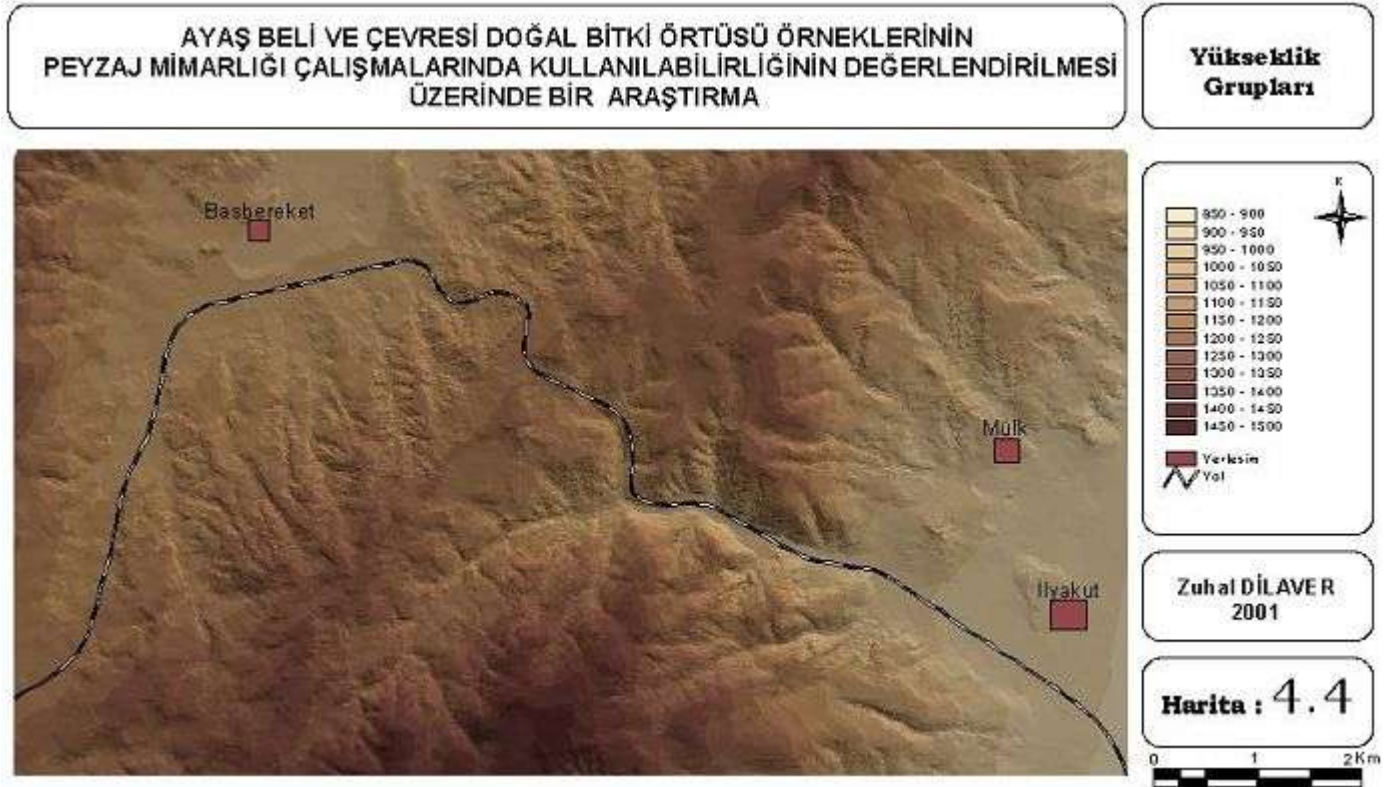 AYAŞ BELİ VE ÇEVRESİ DOĞAL BİTKİ ÖRTÜSÜ ÖRNEKLERİNİN
PEYZAJ MİMARLIĞI ÇALIŞMALARINDA KULLANILABİLİRLİĞİNİN DEĞERLENDİRİLMESİ
ÜZERİNDE BİR ARAŞTIRMA
Yükseklik
Grupları
Basbereket
Mülk
İlyakut
K
850 - 900
900 - 950
950 - 1000
1000 - 1050
1050 - 1100
1100 - 1150
1150 - 1200
1200 - 1250
1250 - 1300
1300 - 1350
1350 - 1400
1400 - 1450
1450 - 1500
Yerlesim
Yol
Zuhal DİLAVER
2001
Harita : 4.4
0 1 2 Km